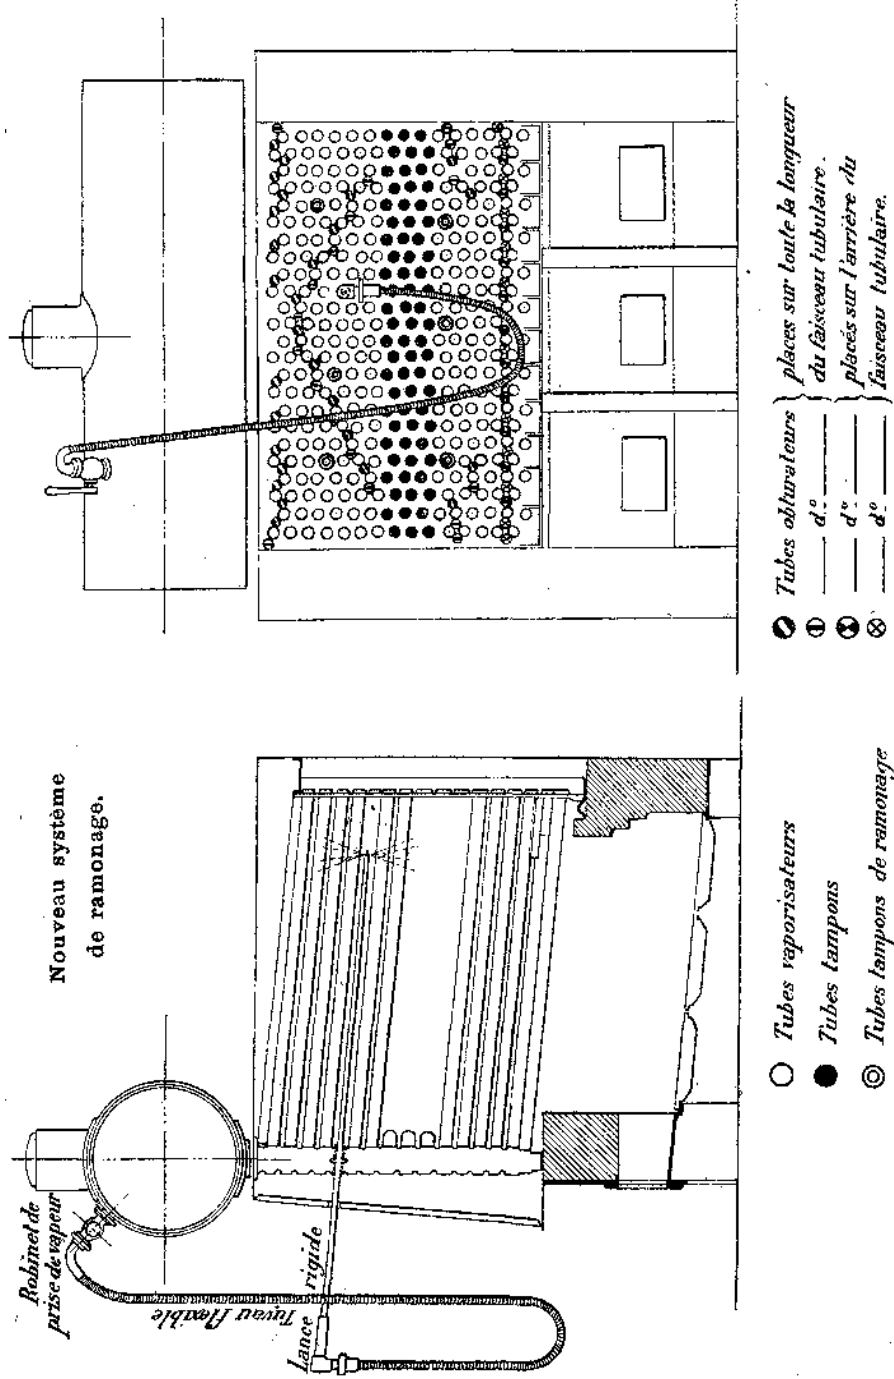 Nouveau système
de ramonage.
Robinet de
prise de vapeur
Tuyau flexible
Lance rigide
Tubes vaporisateurs
Tubes tampons
Tubes tampons de ramonage
Tubes obturateurs } placés sur toute la longueur
d.º } du faisceau tubulaire.
d.º } placés sur l'arrière du
d.º } faisceau tubulaire.